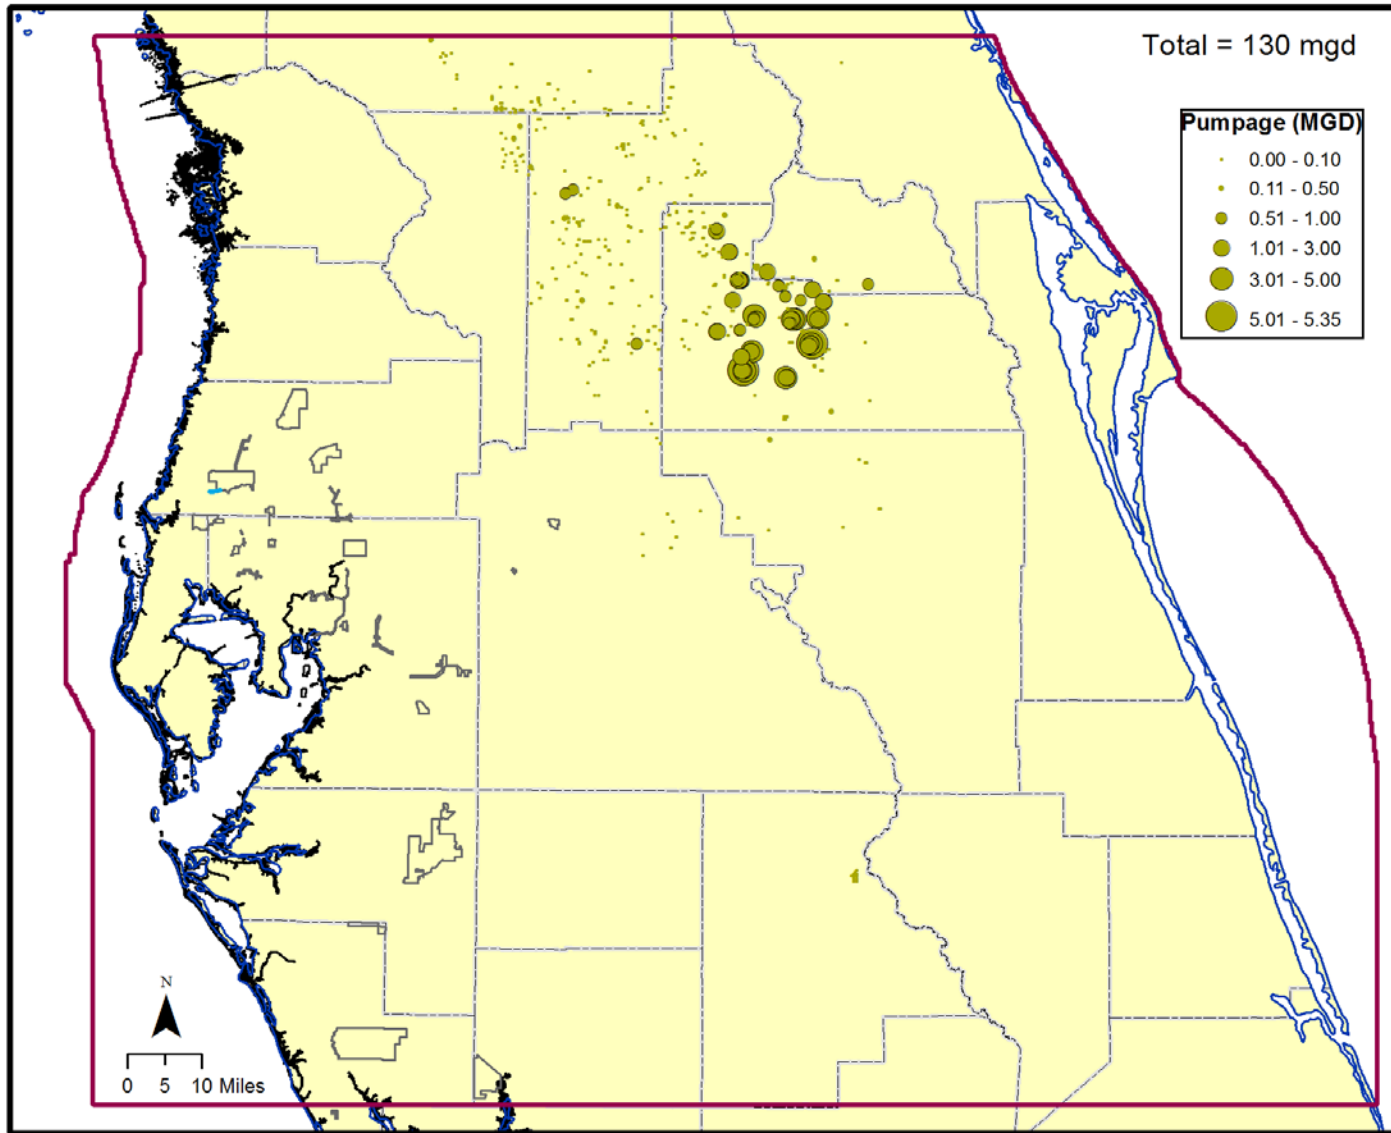 Total = 130 mgd
Pumpage (MGD)
0.00 - 0.10
0.11 - 0.50
0.51 - 1.00
1.01 - 3.00
3.01 - 5.00
5.01 - 5.35
N
0 5 10 Miles